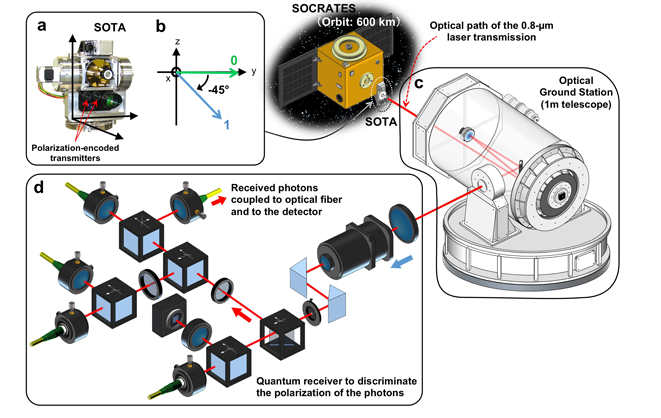 a
SOTA
Polarization-encoded
transmitters
b
z
0
x
y
-45°
1
SOCRATES
(Orbit: 600 km)
SOTA
Optical path of the 0.8-μm
laser transmission
c
Optical
Ground Station
(1m telescope)
d
Received photons
coupled to optical fiber
and to the detector
Quantum receiver to discriminate
the polarization of the photons